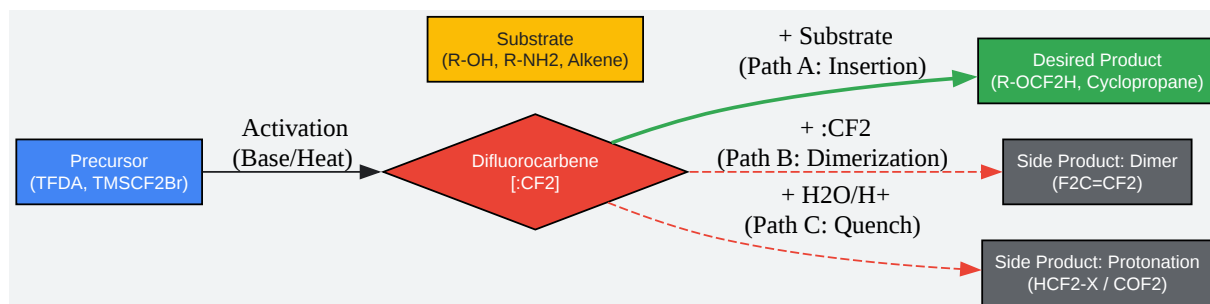 Substrate
(R-OH, R-NH2, Alkene)
+ Substrate
(Path A: Insertion)
Desired Product
(R-OCF2H, Cyclopropane)
Precursor
(TFDA, TMSCF2Br)
Activation
(Base/Heat)
Difluorocarbene
[:CF2]
+ :CF2
(Path B: Dimerization)
Side Product: Dimer
(F2C=CF2)
+ H2O/H+
(Path C: Quench)
Side Product: Protonation
(HCF2-X / COF2)